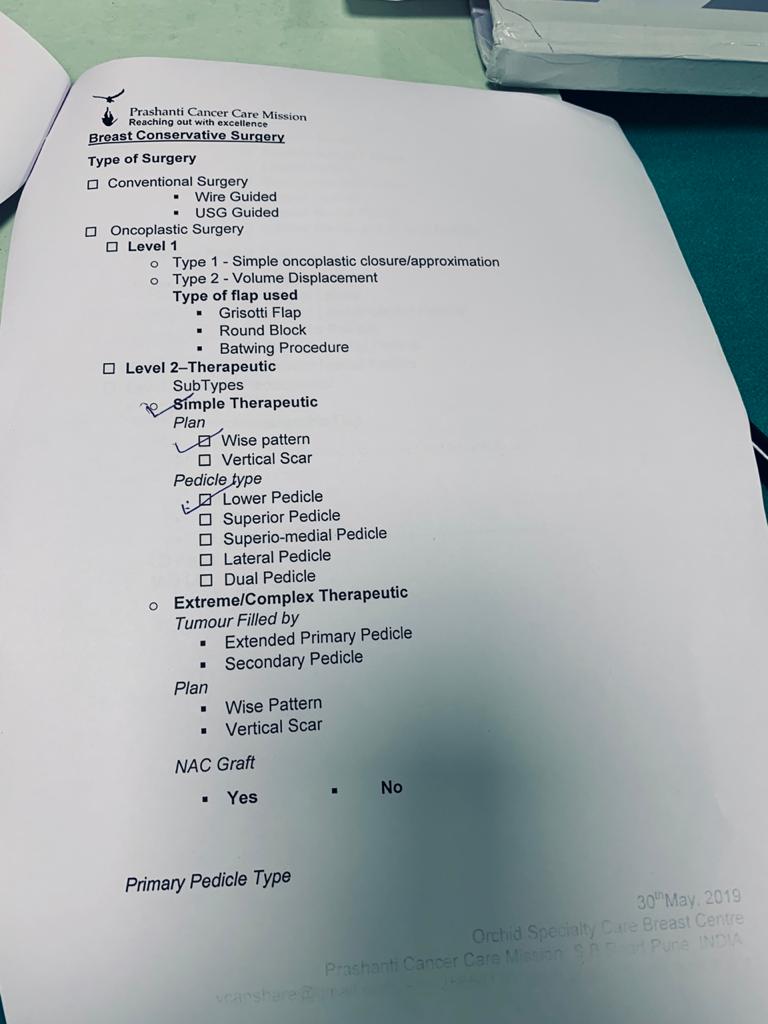 Prashanti Cancer Care Mission
Reaching out with excellence
Breast Conservative Surgery
Type of Surgery
□ Conventional Surgery
▪ Wire Guided
▪ USG Guided
□ Oncoplastic Surgery
□ Level 1
○ Type 1 - Simple oncoplastic closure/approximation
○ Type 2 - Volume Displacement
Type of flap used
▪ Grisotti Flap
▪ Round Block
▪ Batwing Procedure
□ Level 2–Therapeutic
SubTypes
○ Simple Therapeutic
Plan
□ Wise pattern
□ Vertical Scar
Pedicle type
□ Lower Pedicle
□ Superior Pedicle
□ Superio-medial Pedicle
□ Lateral Pedicle
□ Dual Pedicle
○ Extreme/Complex Therapeutic
Tumour Filled by
▪ Extended Primary Pedicle
▪ Secondary Pedicle
Plan
▪ Wise Pattern
▪ Vertical Scar
NAC Graft
▪ Yes ▪ No
Primary Pedicle Type
30thMay, 2019
Orchid Specialty Care Breast Centre
Prashanti Cancer Care Mission, Pune, INDIA